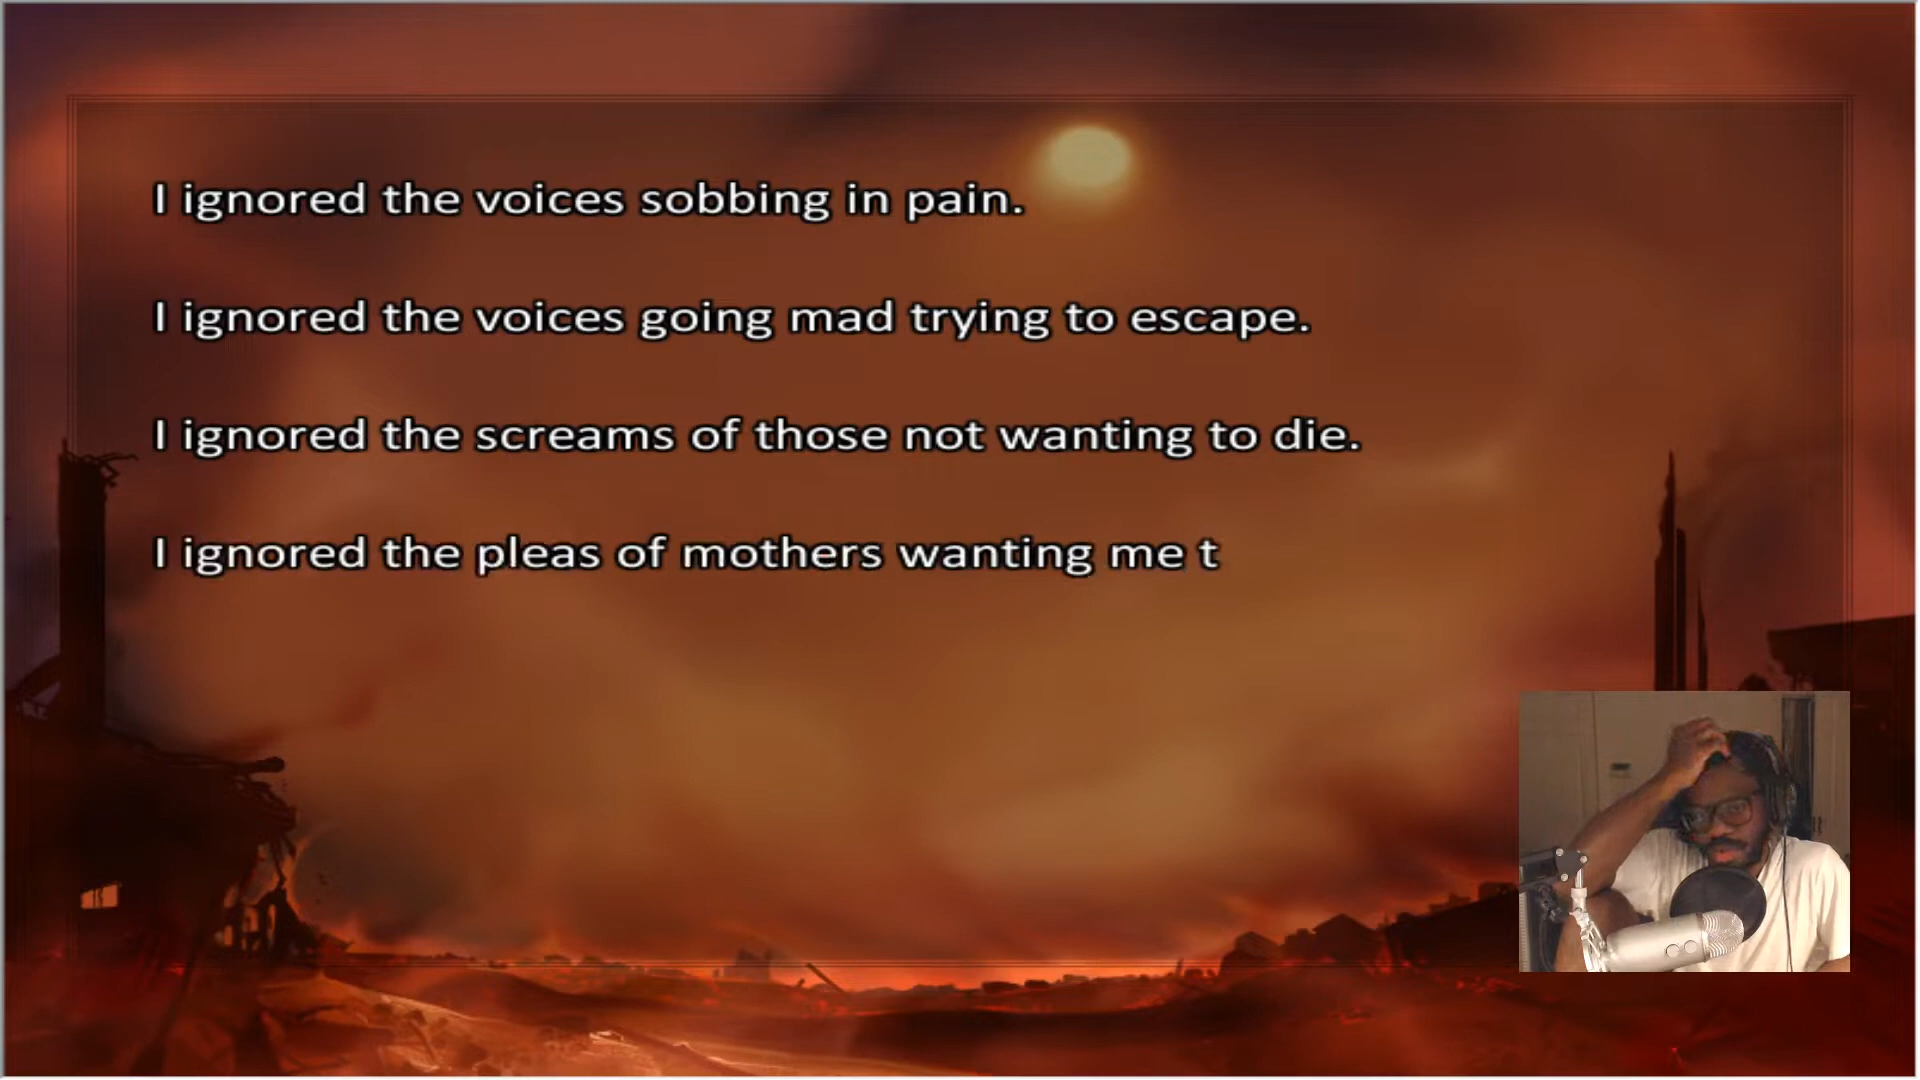 I ignored the voices sobbing in pain.
I ignored the voices going mad trying to escape.
I ignored the screams of those not wanting to die.
I ignored the pleas of mothers wanting me t